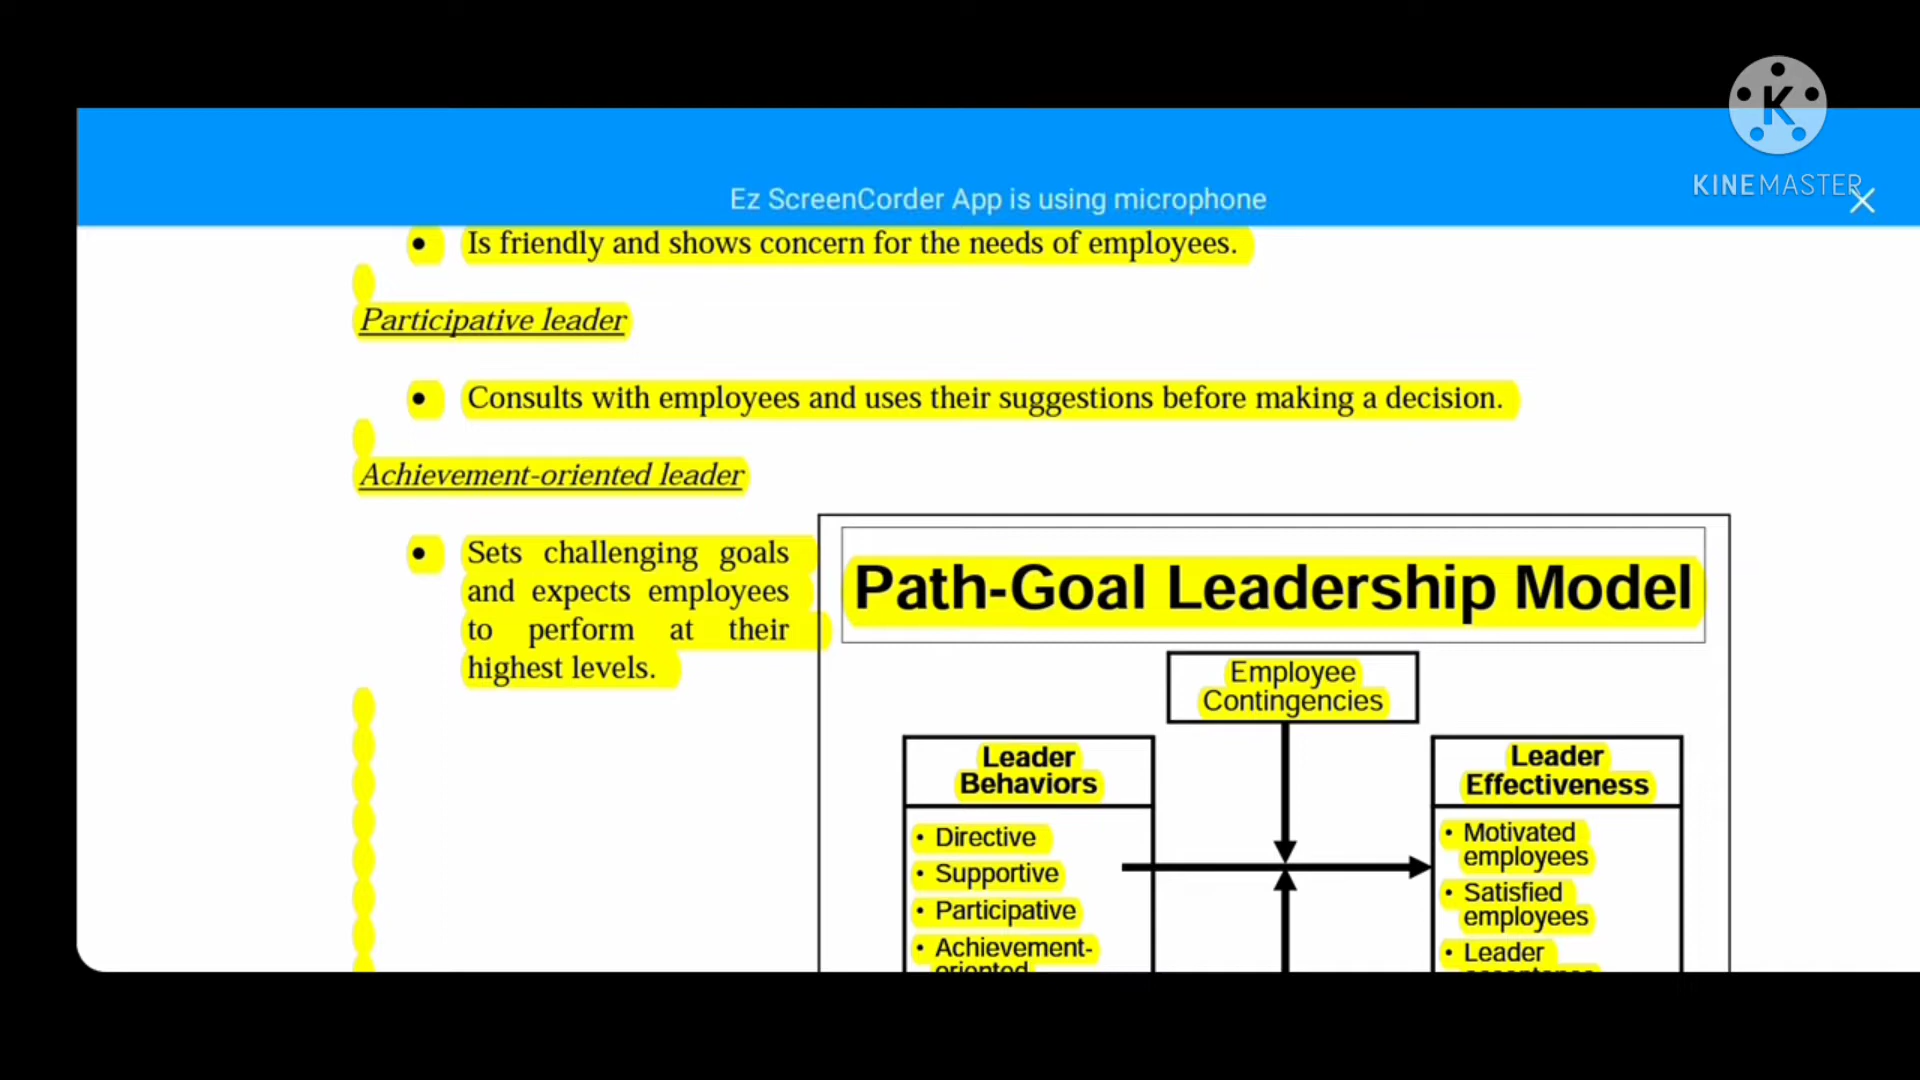 K
KINEMASTER
Ez ScreenCorder App is using microphone
• Is friendly and shows concern for the needs of employees.
Participative leader
• Consults with employees and uses their suggestions before making a decision.
Achievement-oriented leader
• Sets challenging goals
and expects employees
to perform at their
highest levels.
Path-Goal Leadership Model
Employee
Contingencies
Leader
Behaviors
• Directive
• Supportive
• Participative
• Achievement-
oriented
Leader
Effectiveness
• Motivated
employees
• Satisfied
employees
• Leader
acceptance